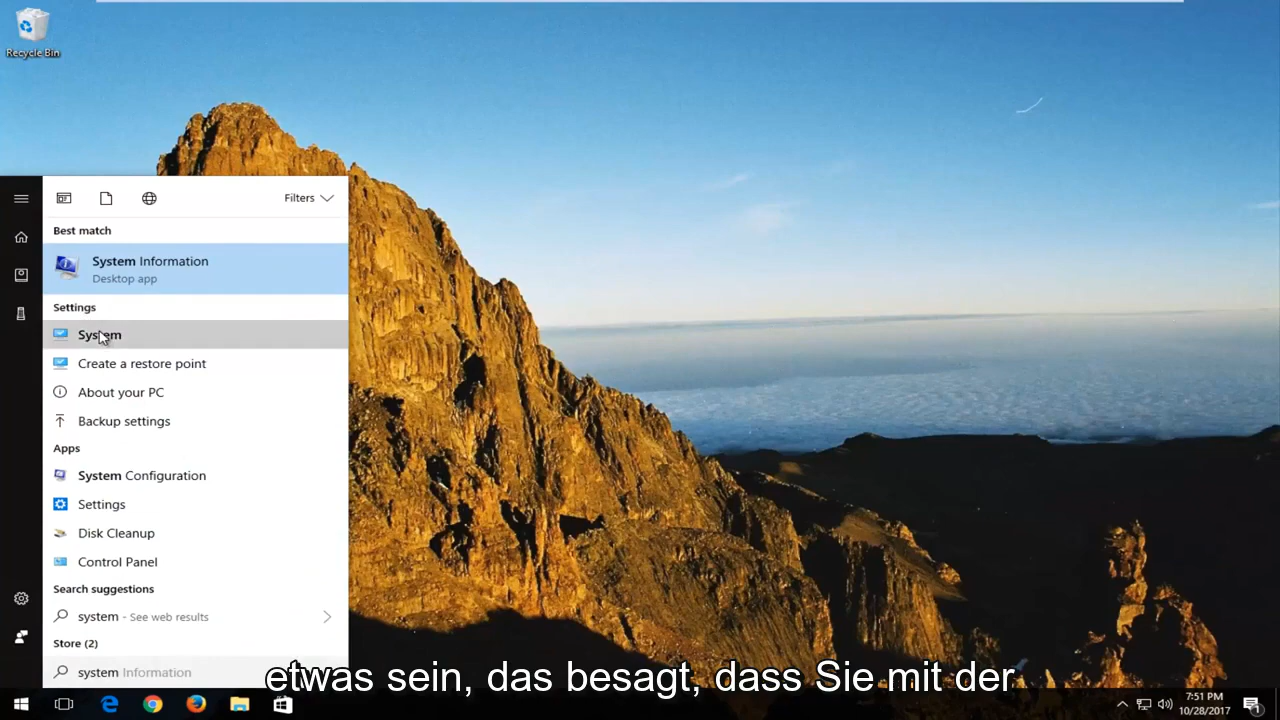 Recycle Bin
Filters
Best match
System Information
Desktop app
Settings
System
Create a restore point
About your PC
Backup settings
Apps
System Configuration
Settings
Disk Cleanup
Control Panel
Search suggestions
system - See web results
Store (2)
system Information
etwas sein, das besagt, dass Sie mit der
7:51 PM
10/28/2017
1